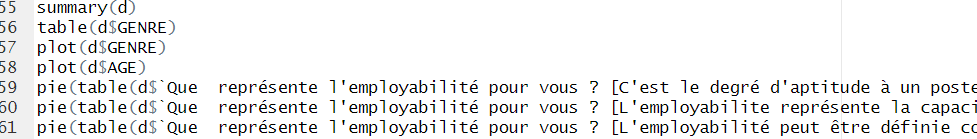 55 summary(d)
56 table(d$GENRE)
57 plot(d$GENRE)
58 plot(d$AGE)
59 pie(table(d$`Que  représente l'employabilité pour vous ? [C'est le degré d'aptitude à un poste
60 pie(table(d$`Que  représente l'employabilité pour vous ? [L'employabilite représente la capaci
61 pie(table(d$`Que  représente l'employabilité pour vous ? [L'employabilité peut être définie